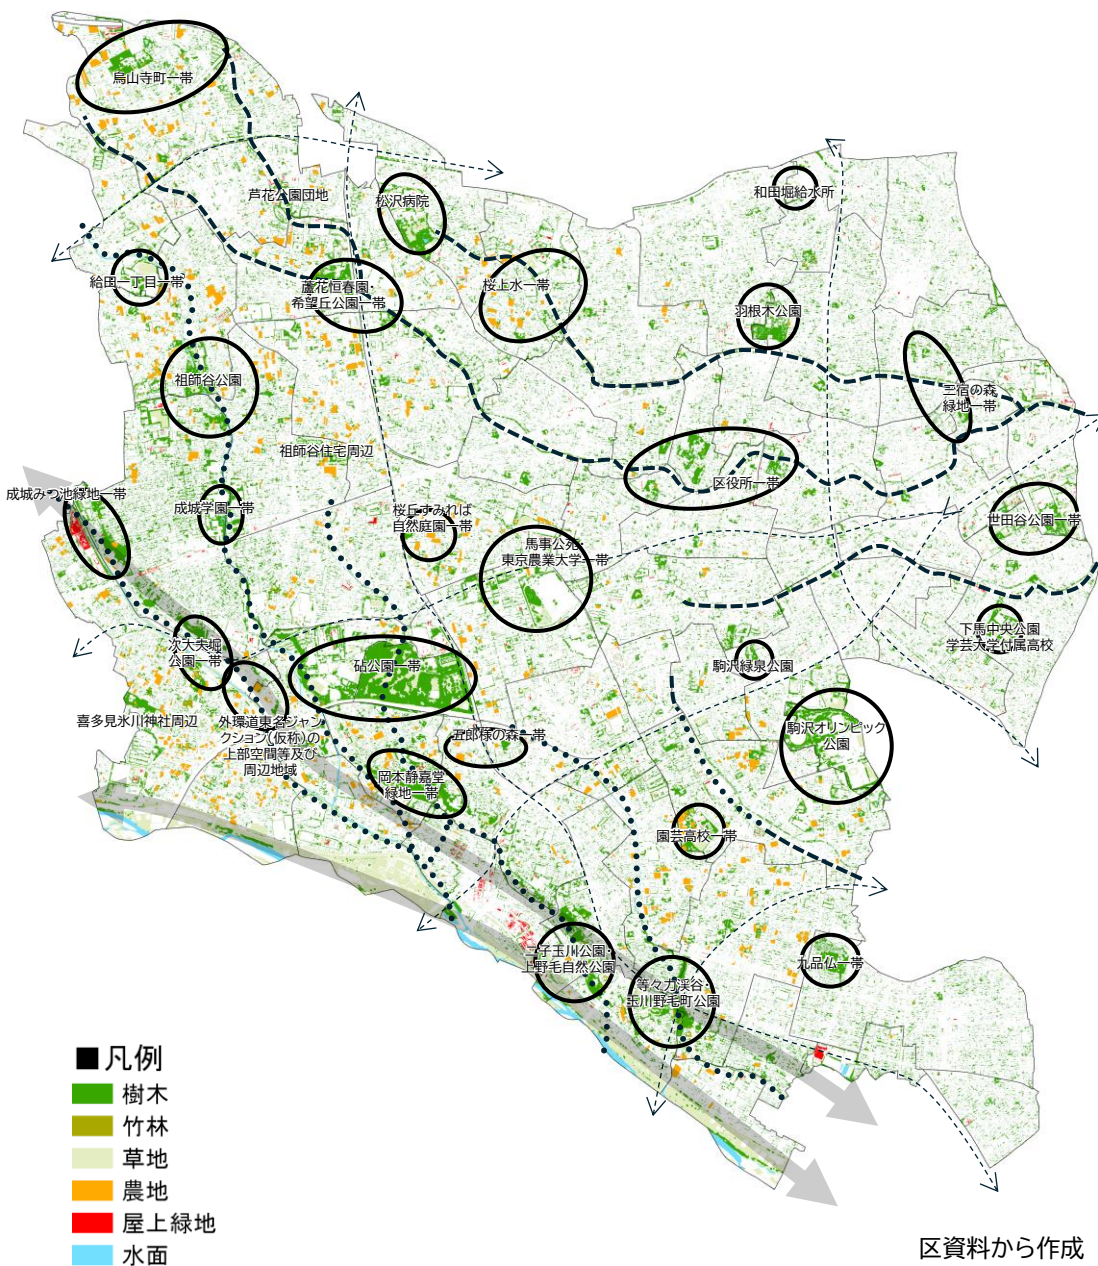 烏山寺町一帯
芦花公園団地
松沢病院
和田堀給水所
給田一丁目一帯
蘆花恒春園・
希望丘公園一帯
桜上水一帯
羽根木公園
祖師谷公園
三宿の森
緑地一帯
祖師谷住宅周辺
区役所一帯
成城みつ池緑地一帯
成城学園一帯
桜丘すみれば
自然庭園一帯
馬事公苑・
東京農業大学一帯
世田谷公園一帯
次大夫堀
公園一帯
砧公園一帯
駒沢緑泉公園
下馬中央公園
学芸大学付属高校
喜多見氷川神社周辺
外環道東名ジャン
クション(仮称)の
上部空間等及び
周辺地域
五郎様の森一帯
駒沢オリンピック
公園
岡本静嘉堂
緑地一帯
園芸高校一帯
二子玉川公園・
上野毛自然公園
等々力渓谷・
玉川野毛町公園
九品仏一帯
■凡例
樹木
竹林
草地
農地
屋上緑地
水面
区資料から作成